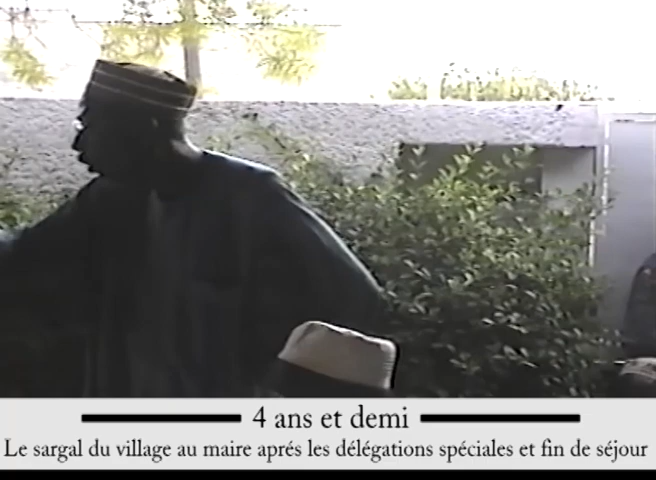 4 ans et demi
Le sargal du village au maire aprés les délégations spéciales et fin de séjour